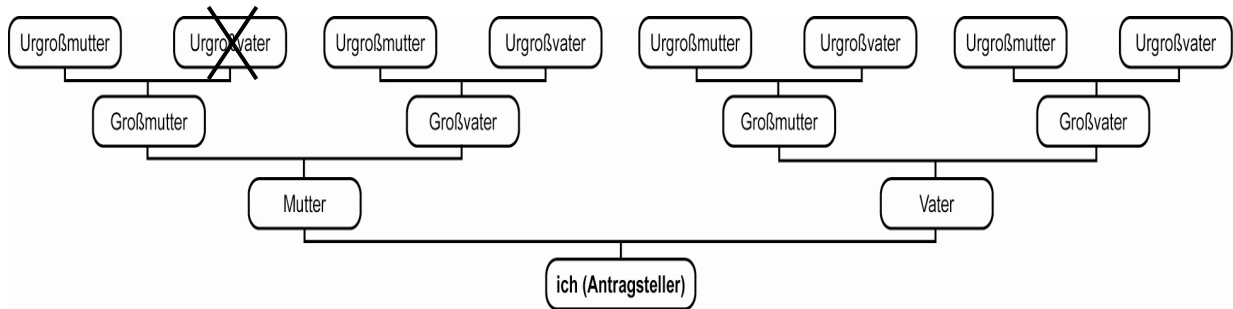 Urgroßmutter Urgroßvater Urgroßmutter Urgroßvater Urgroßmutter Urgroßvater Urgroßmutter Urgroßvater
Großmutter Großvater Großmutter Großvater
Mutter Vater
ich (Antragsteller)